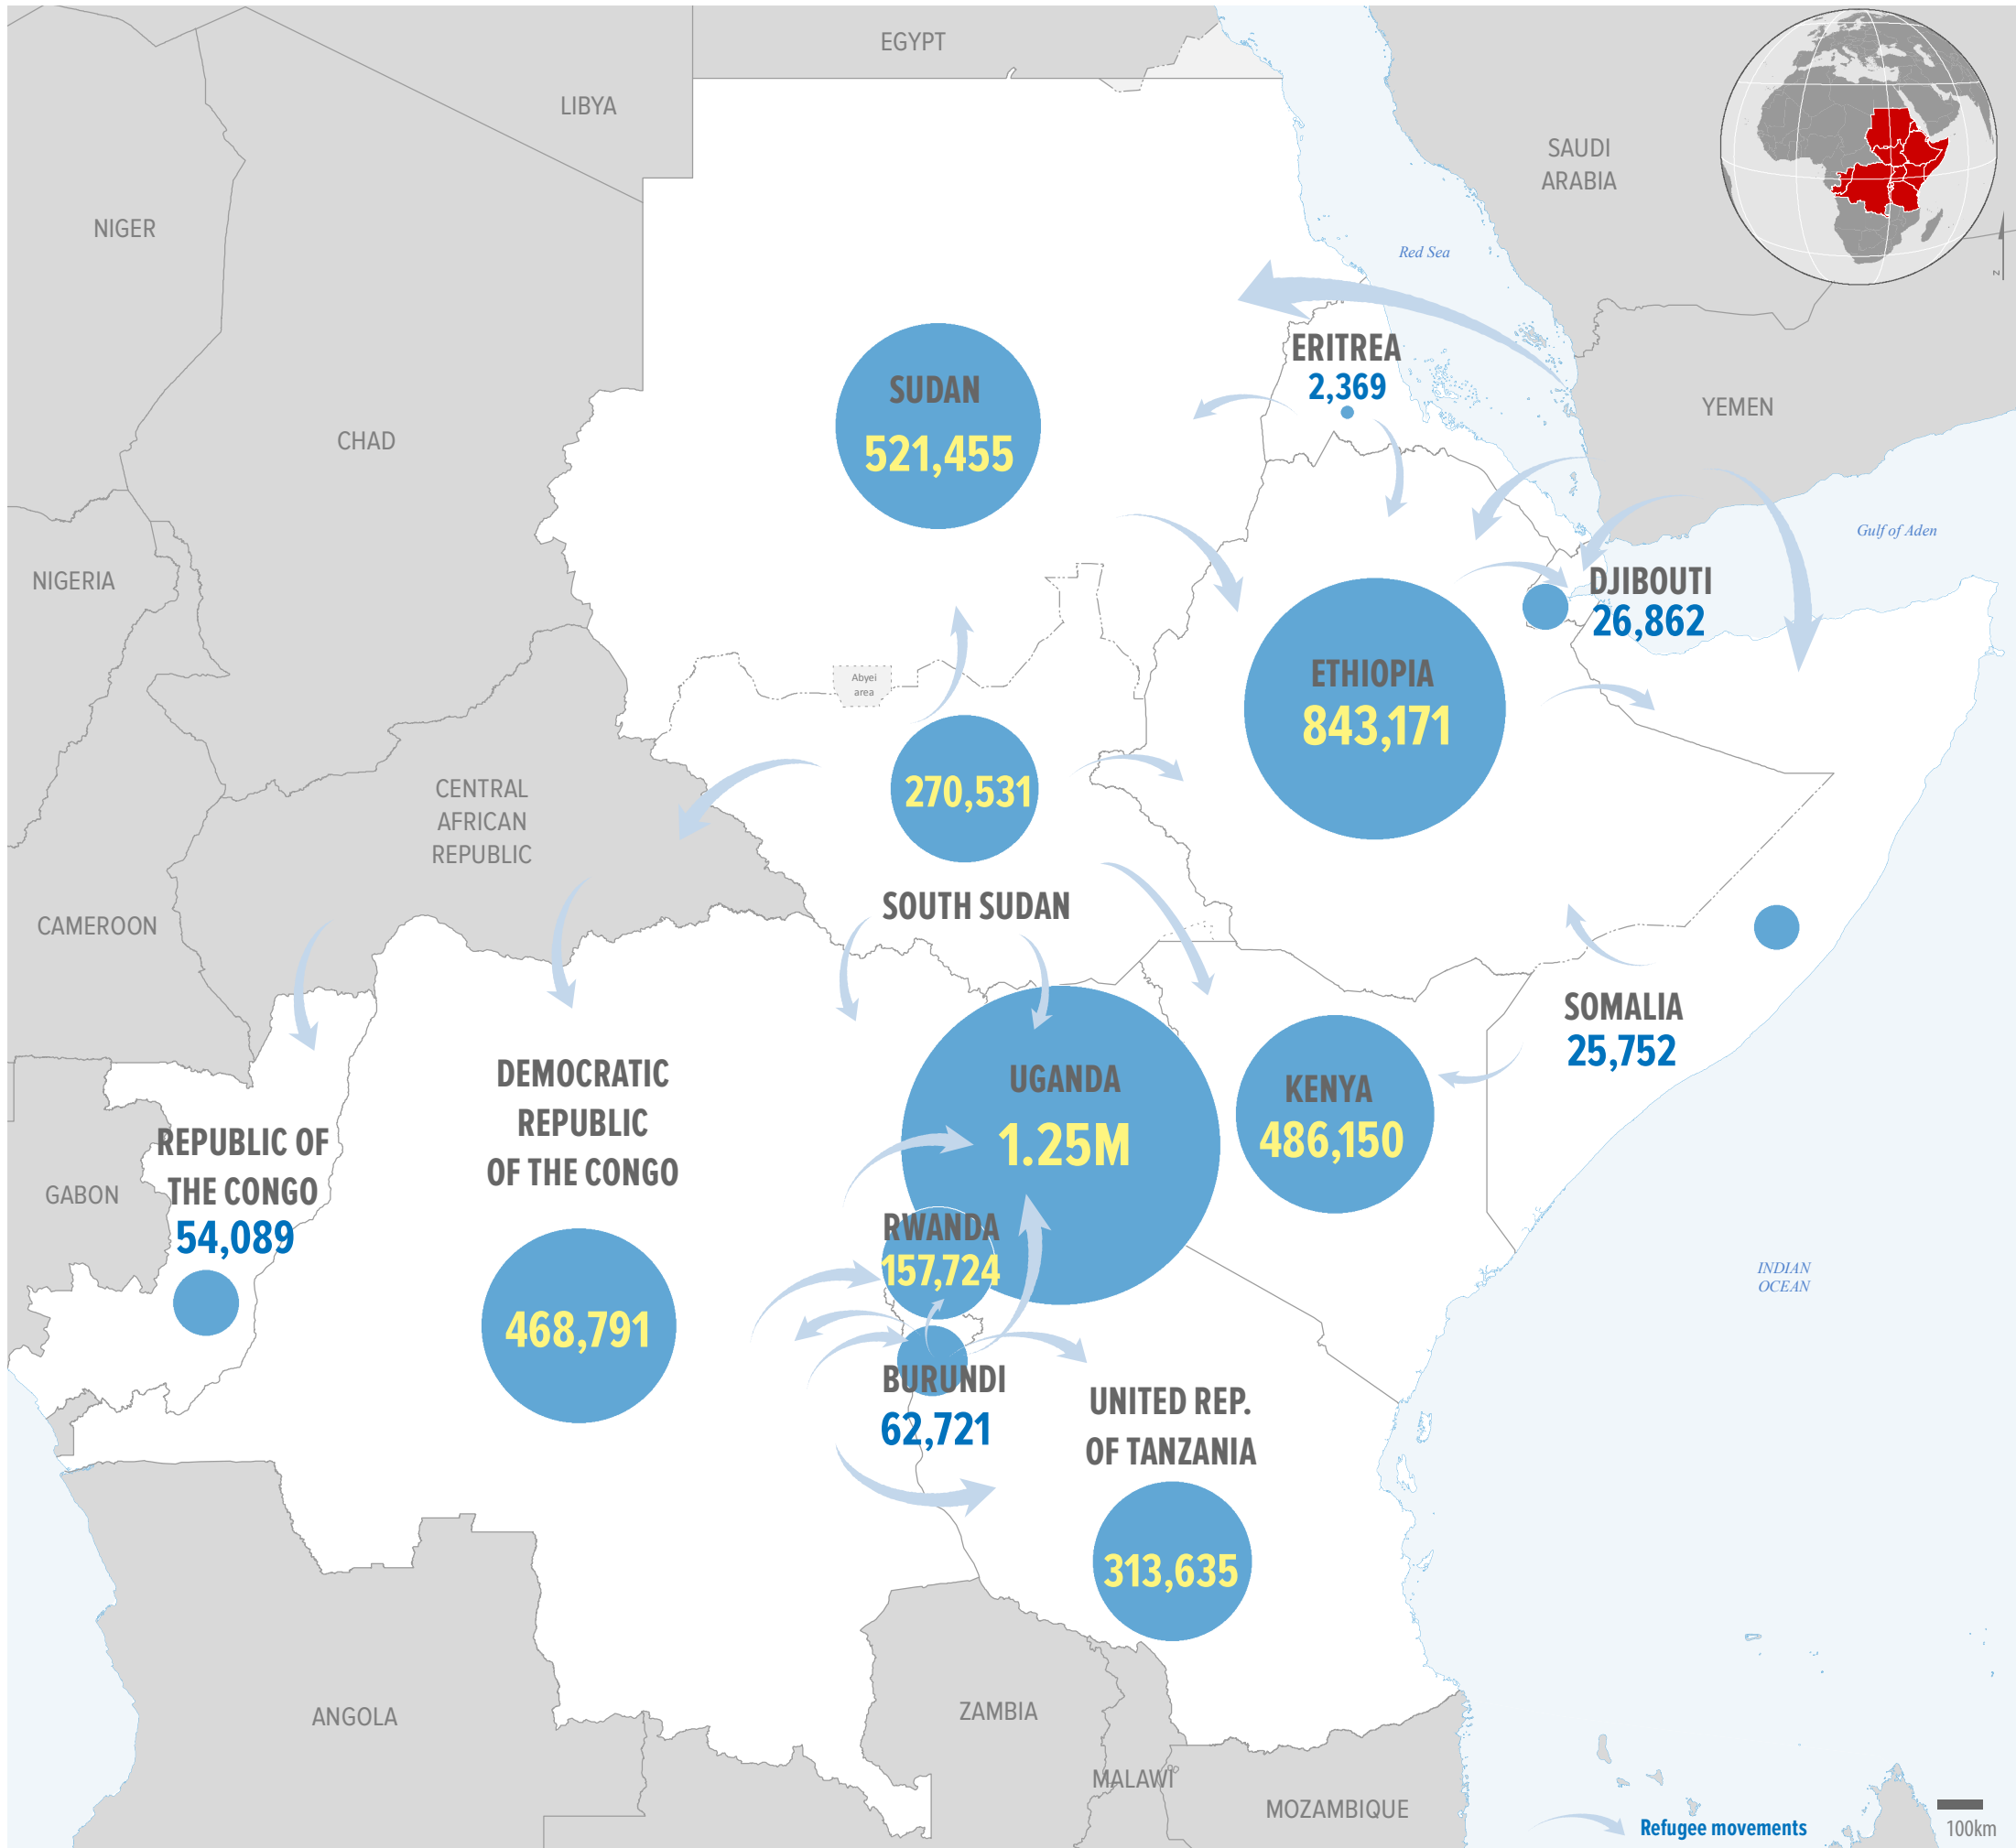 EGYPT
LIBYA
SAUDI
ARABIA
NIGER
Red Sea
N
ERITREA
2,369
SUDAN
521,455
YEMEN
CHAD
Gulf of Aden
NIGERIA
DJIBOUTI
26,862
Abyei
area
ETHIOPIA
843,171
CENTRAL
AFRICAN
REPUBLIC
270,531
SOUTH SUDAN
CAMEROON
SOMALIA
25,752
DEMOCRATIC
REPUBLIC
OF THE CONGO
468,791
UGANDA
1.25M
KENYA
486,150
REPUBLIC OF
THE CONGO
54,089
GABON
RWANDA
157,724
INDIAN
OCEAN
BURUNDI
62,721
UNITED REP.
OF TANZANIA
313,635
ANGOLA
ZAMBIA
MALAWI
MOZAMBIQUE
Refugee movements
100km